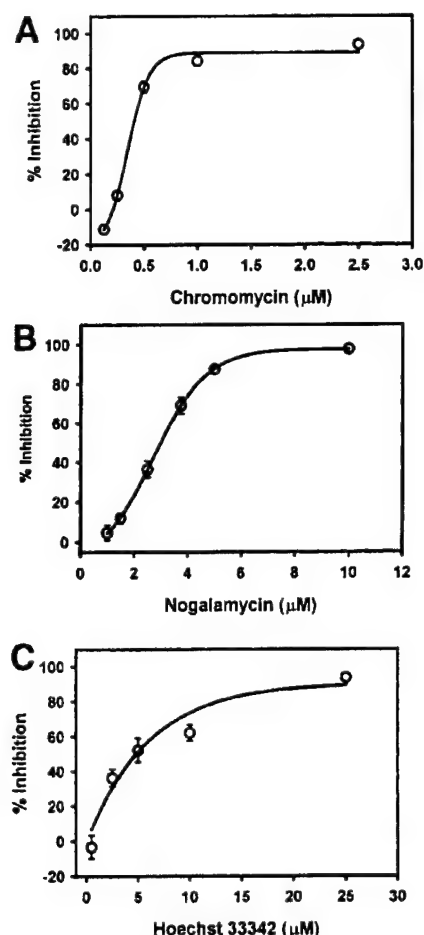 A
% Inhibition
100
80
60
40
20
0
-20
0.0 0.5 1.0 1.5 2.0 2.5 3.0
Chromomycin (μM)
B
% Inhibition
100
80
60
40
20
0
0 2 4 6 8 10 12
Nogalamycin (μM)
C
% Inhibition
100
80
60
40
20
0
-20
0 5 10 15 20 25 30
Hoechst 33342 (μM)